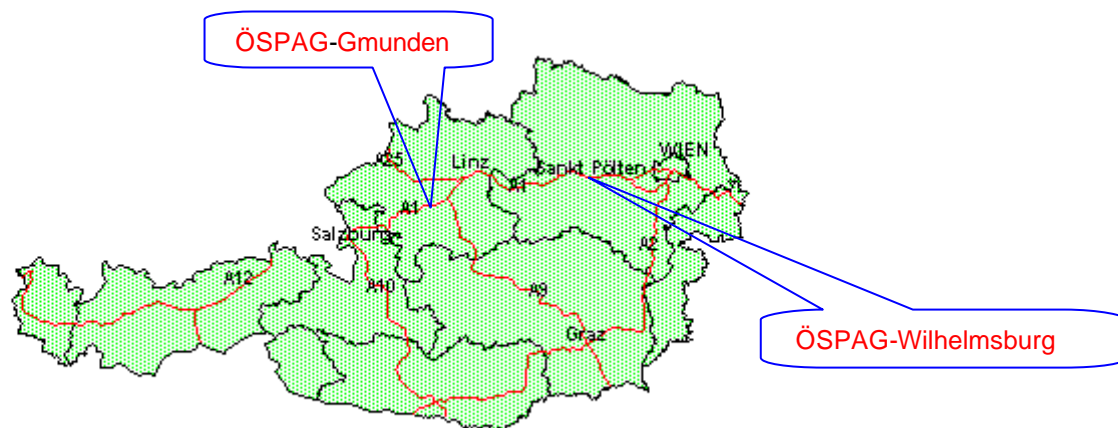 ÖSPAG-Gmunden
WIEN
A25
Linz
Sankt Pölten
A1
A1
Salzburg
A2
A12
A10
A9
Graz
ÖSPAG-Wilhelmsburg